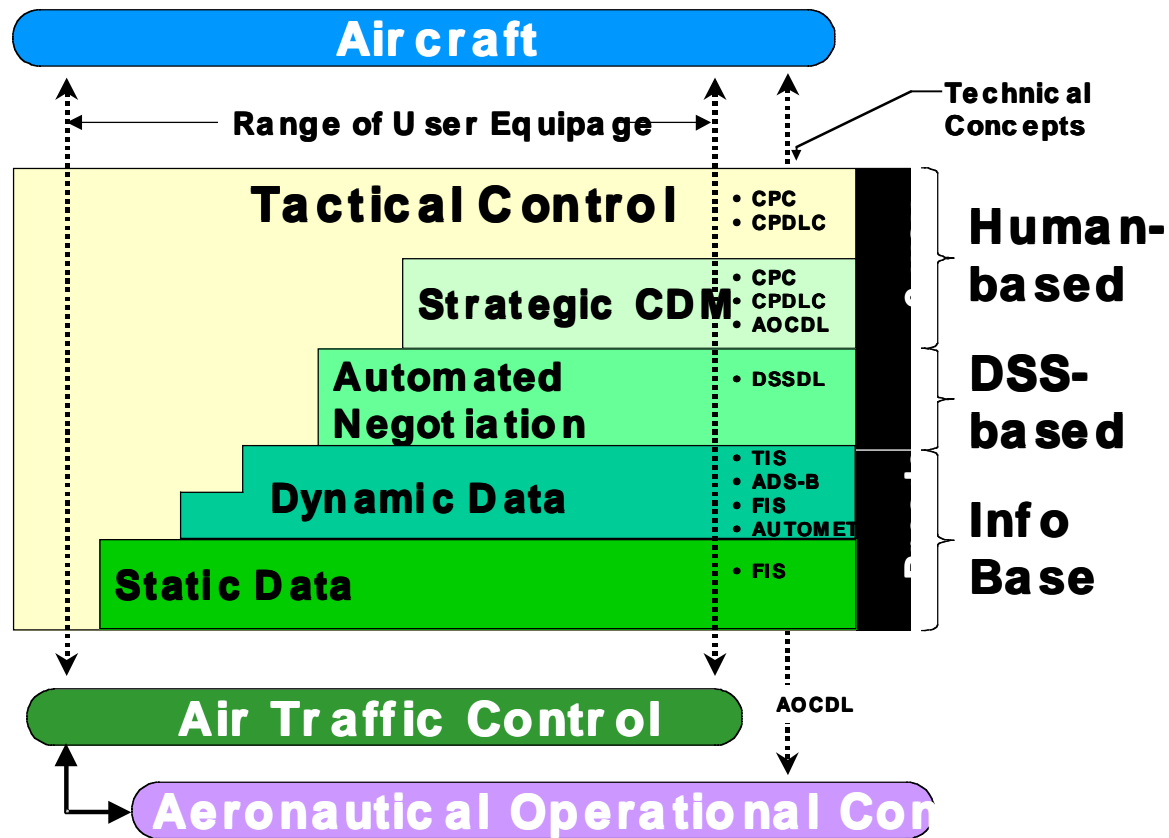 Aircraft
Range of User Equipage
Technical
Concepts
Tactical Control
• CPC
• CPDLC
Strategic CDM
• CPC
• CPDLC
• AOCDL
Automated
Negotiation
• DSSDL
Dynamic Data
• TIS
• ADS-B
• FIS
• AUTOMET
Static Data
• FIS
Human-
based
DSS-
based
Info
Base
Air Traffic Control
AOCDL
Aeronautical Operational Con